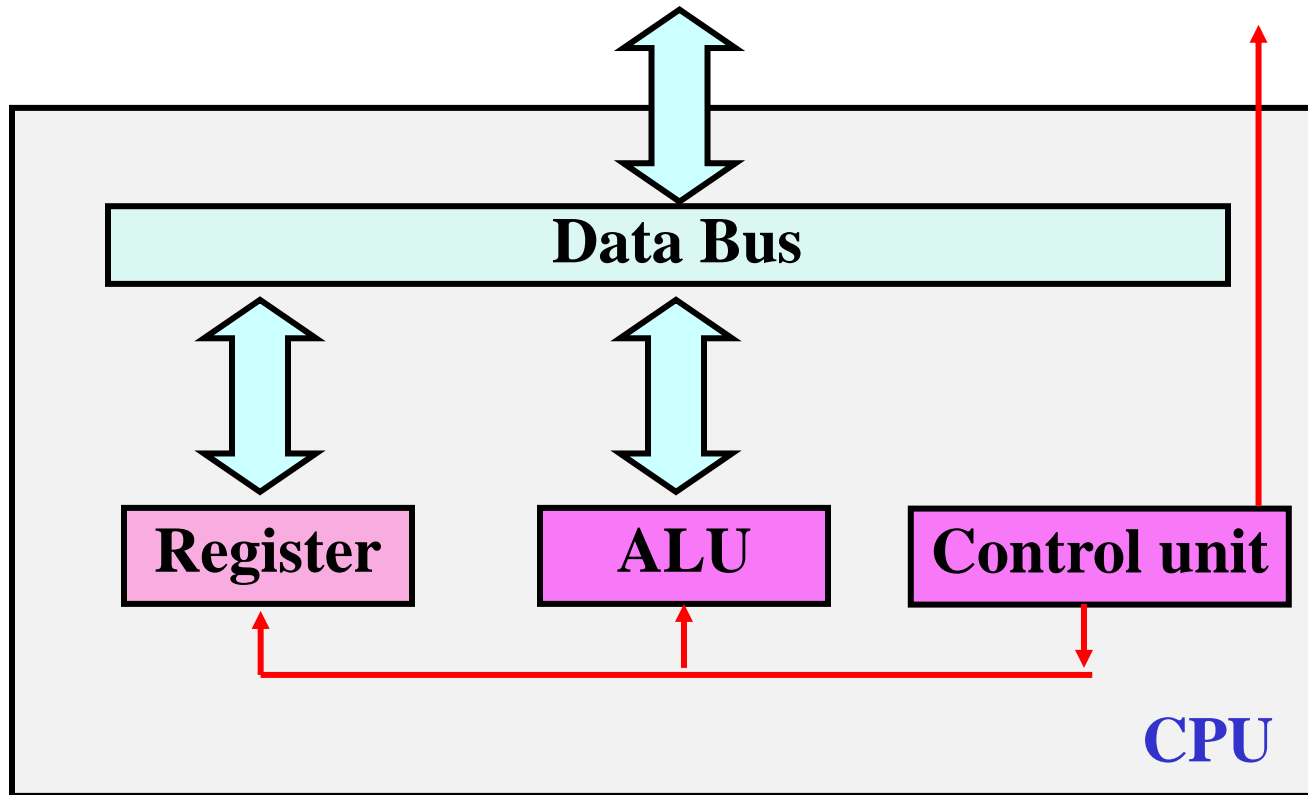 Data Bus
Register
ALU
Control unit
CPU